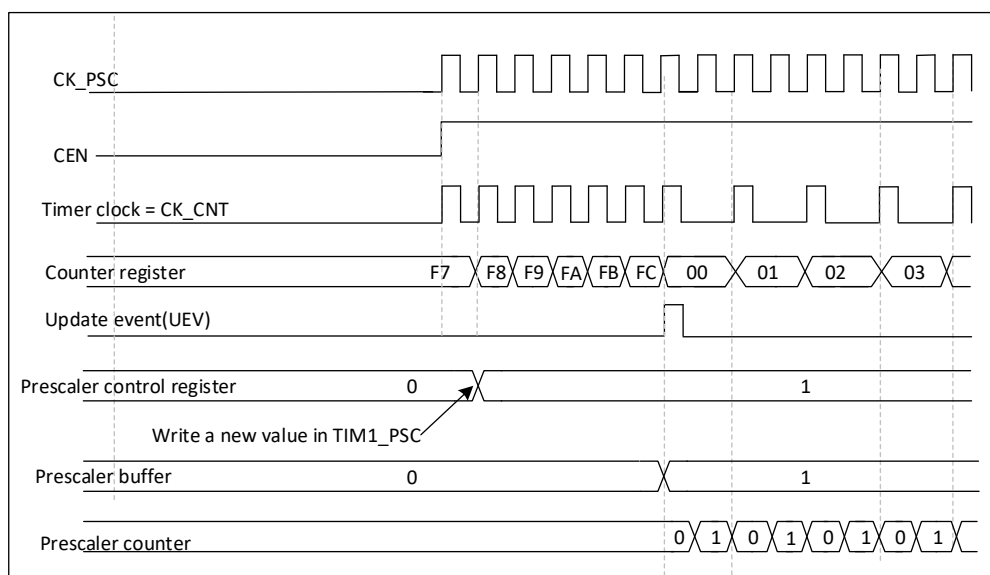 CK_PSC
CEN
Timer clock = CK_CNT
Counter register F7 F8 F9 FA FB FC 00 01 02 03
Update event(UEV)
Prescaler control register 0 1
Write a new value in TIM1_PSC
Prescaler buffer 0 1
Prescaler counter 0 1 0 1 0 1 0 1